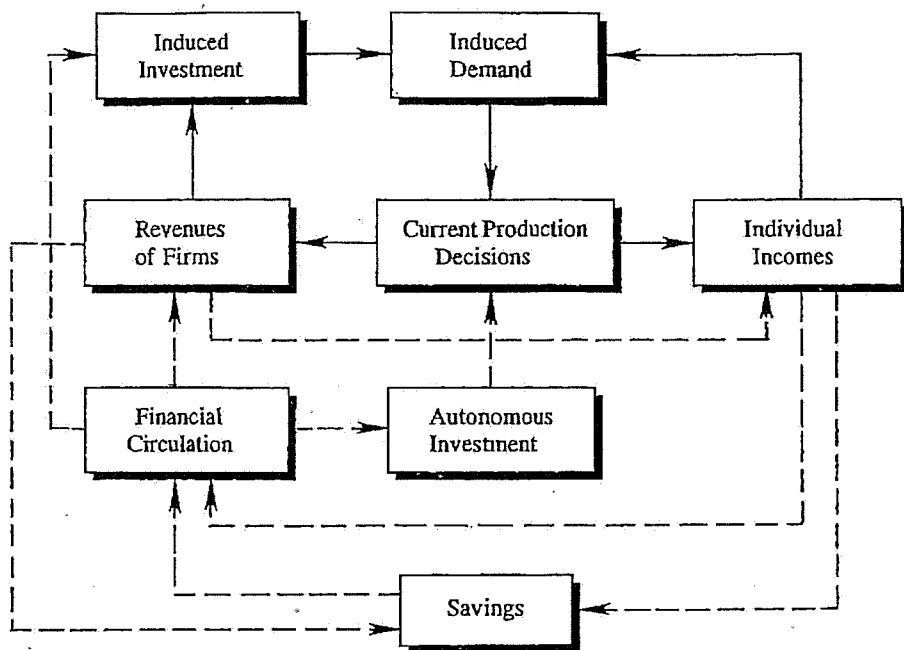 Induced
Investment
Induced
Demand
Revenues
of Firms
Current Production
Decisions
Individual
Incomes
Financial
Circulation
Autonomous
Investment
Savings